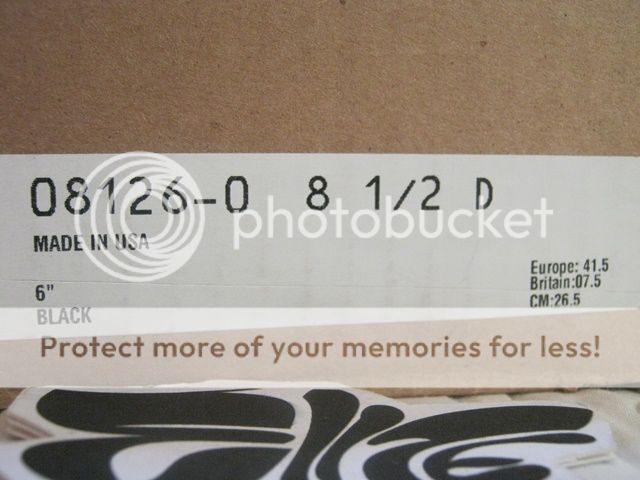 08126-0 8 1/2 D
photobucket
MADE IN USA
Europe: 41.5
Britain:07.5
CM:26.5
6"
BLACK
Protect more of your memories for less!